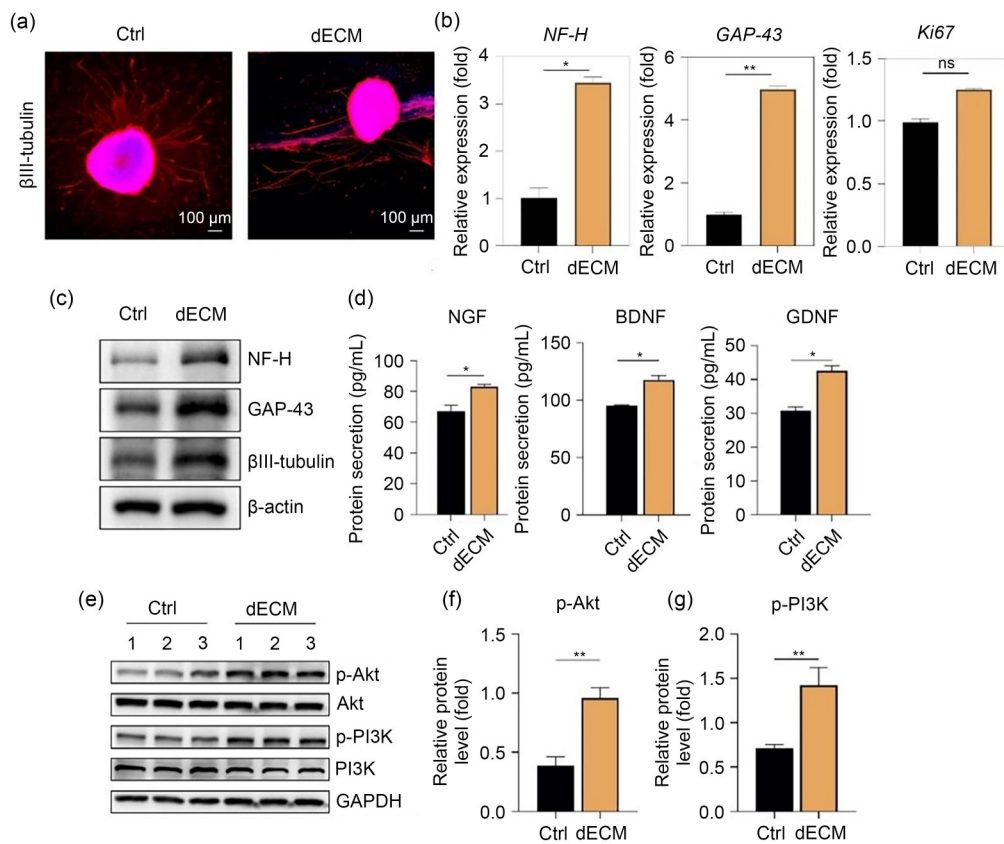 (a)
Ctrl
dECM
βIII-tubulin
100 μm
100 μm
(b)
NF-H
GAP-43
Ki67
Relative expression (fold)
4
3
2
1
0
*
Ctrl
dECM
Relative expression (fold)
6
4
2
0
**
Ctrl
dECM
Relative expression (fold)
1.5
1.0
0.5
0.0
ns
Ctrl
dECM
(c)
Ctrl
dECM
NF-H
GAP-43
βIII-tubulin
β-actin
(d)
NGF
BDNF
GDNF
Protein secretion (pg/mL)
100
80
60
40
20
0
*
Ctrl
dECM
Protein secretion (pg/mL)
150
100
50
0
*
Ctrl
dECM
Protein secretion (pg/mL)
50
40
30
20
10
0
*
Ctrl
dECM
(e)
Ctrl
dECM
1 2 3 1 2 3
p-Akt
Akt
p-PI3K
PI3K
GAPDH
(f)
p-Akt
Relative protein
level (fold)
1.5
1.0
0.5
0.0
**
Ctrl
dECM
(g)
p-PI3K
Relative protein
level (fold)
2.0
1.5
1.0
0.5
0.0
**
Ctrl
dECM